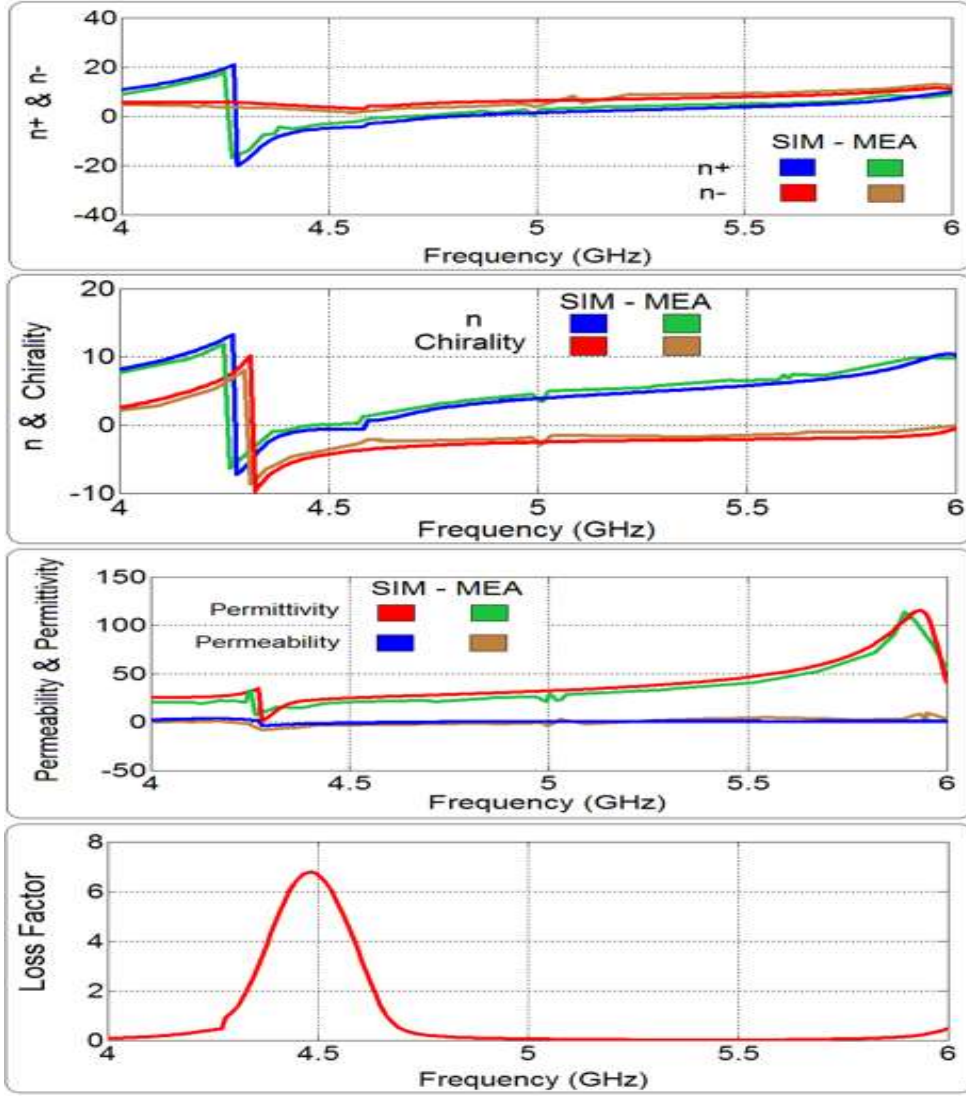 40
20
0
-20
-40
n+ & n-
SIM - MEA
n+
n-
4 4.5 5 5.5 6
Frequency (GHz)
20
10
0
-10
n & Chirality
SIM - MEA
n
Chirality
4 4.5 5 5.5 6
Frequency (GHz)
150
100
50
0
-50
Permeability & Permittivity
SIM - MEA
Permittivity
Permeability
4 4.5 5 5.5 6
Frequency (GHz)
8
6
4
2
0
Loss Factor
4 4.5 5 5.5 6
Frequency (GHz)